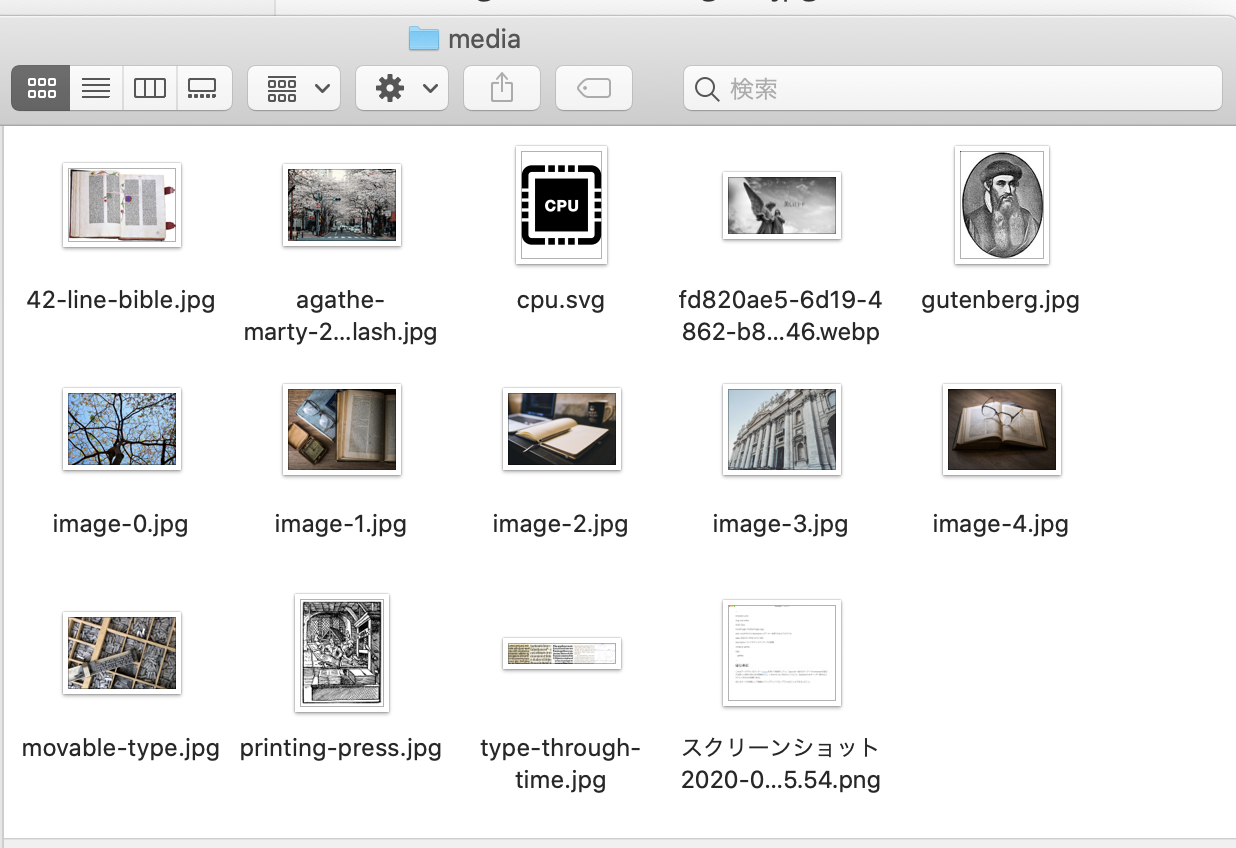 media
検索
CPU
42-line-bible.jpg
agathe-
marty-2...lash.jpg
cpu.svg
fd820ae5-6d19-4
862-b8...46.webp
gutenberg.jpg
image-0.jpg
image-1.jpg
image-2.jpg
image-3.jpg
image-4.jpg
movable-type.jpg
printing-press.jpg
type-through-
time.jpg
スクリーンショット
2020-0...5.54.png